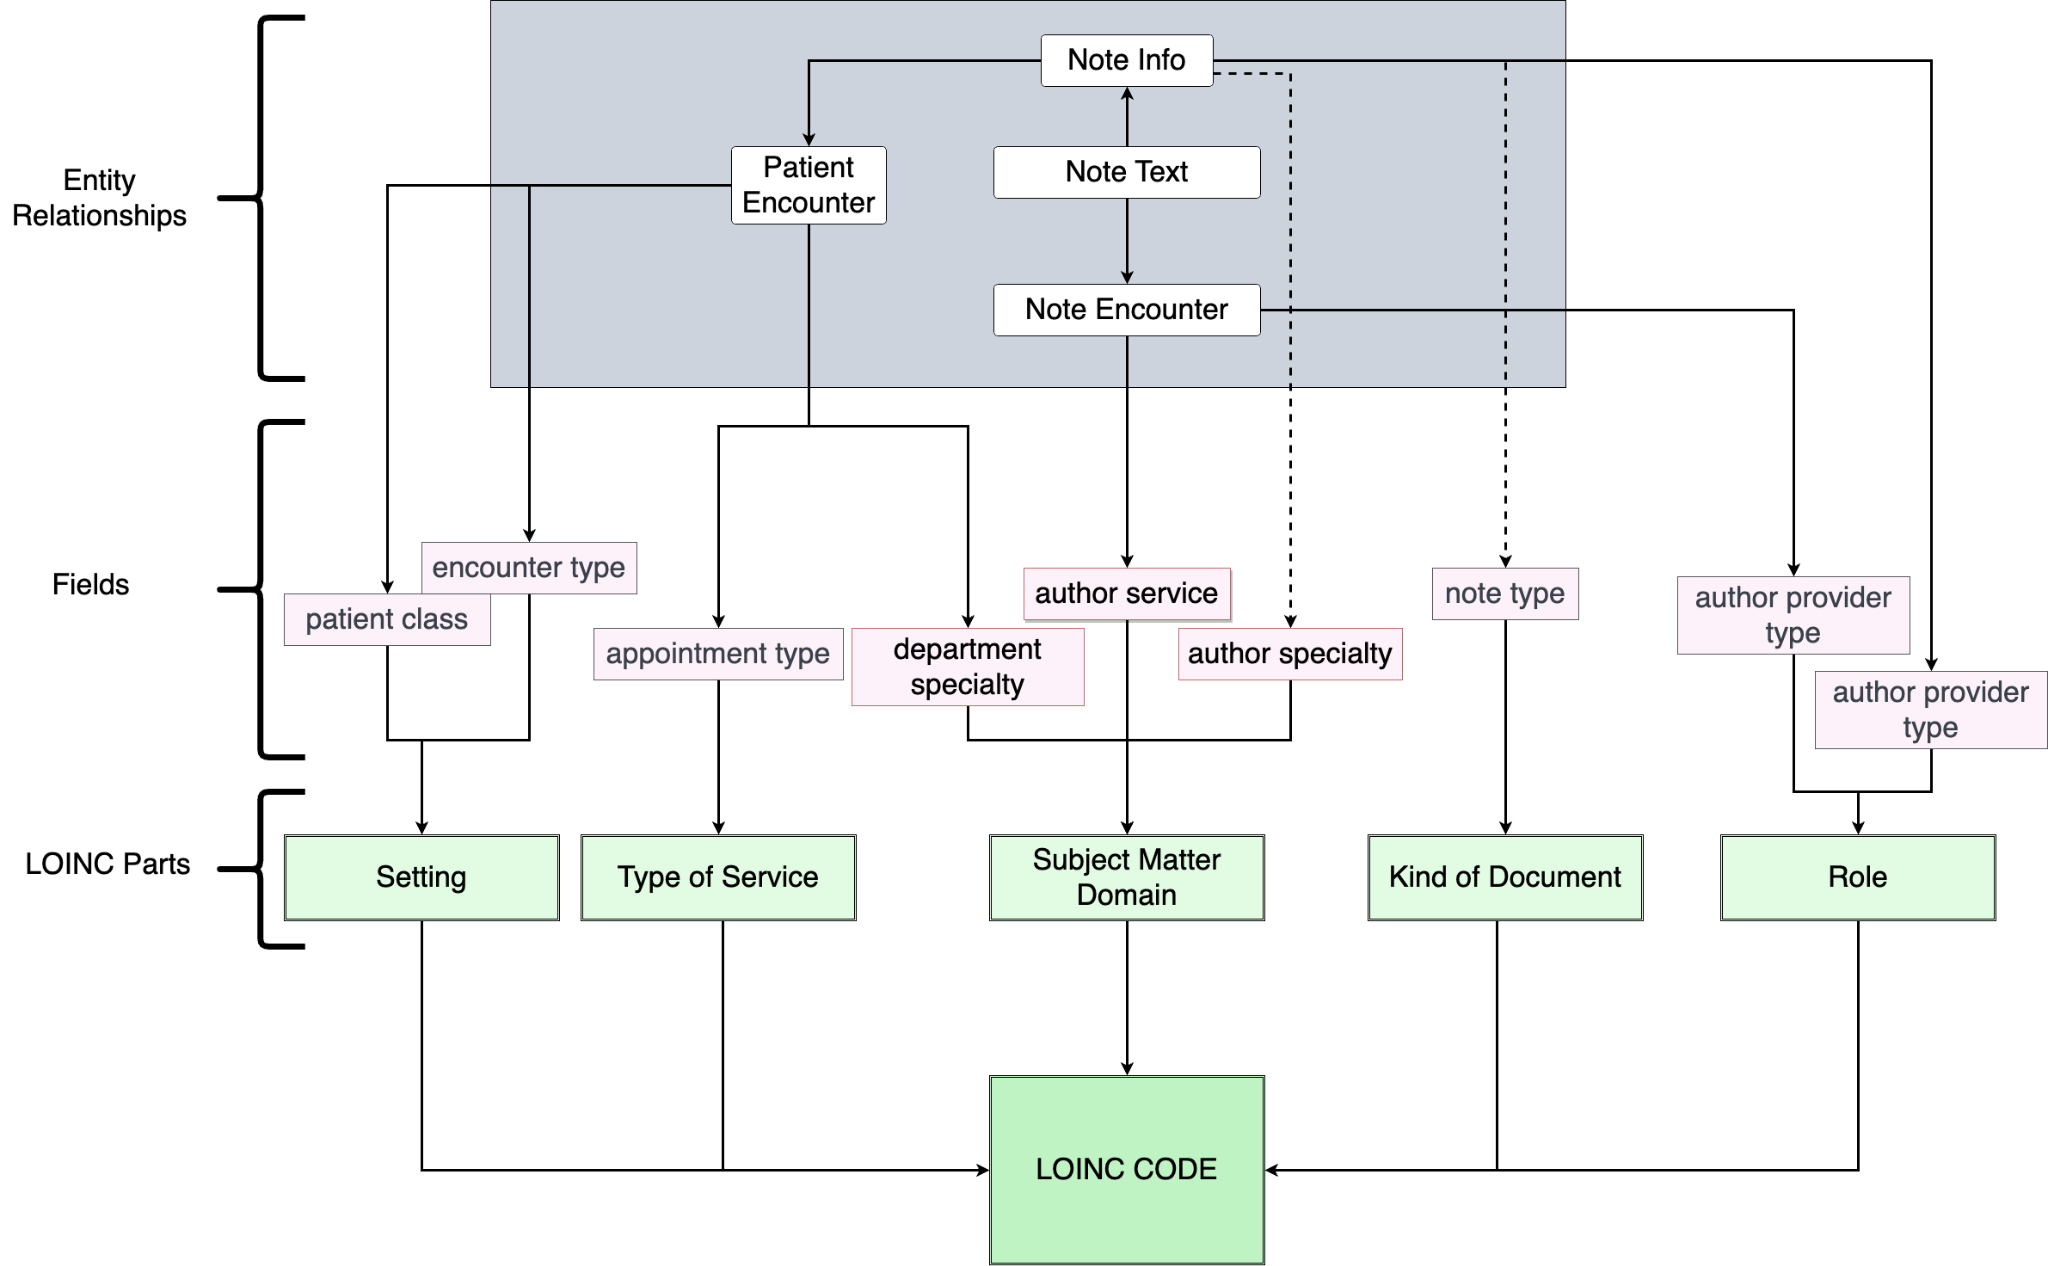 Note Info
Patient
Encounter
Note Text
Entity
Relationships
Note Encounter
Fields
encounter type
patient class
appointment type
department
specialty
author service
author specialty
note type
author provider
type
author provider
type
LOINC Parts
Setting
Type of Service
Subject Matter
Domain
Kind of Document
Role
LOINC CODE